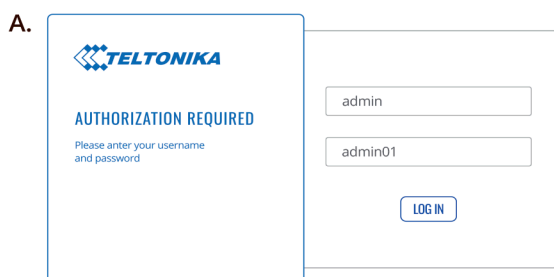 A.
TELTONIKA
AUTHORIZATION REQUIRED
Please anter your username
and password
admin
admin01
LOG IN